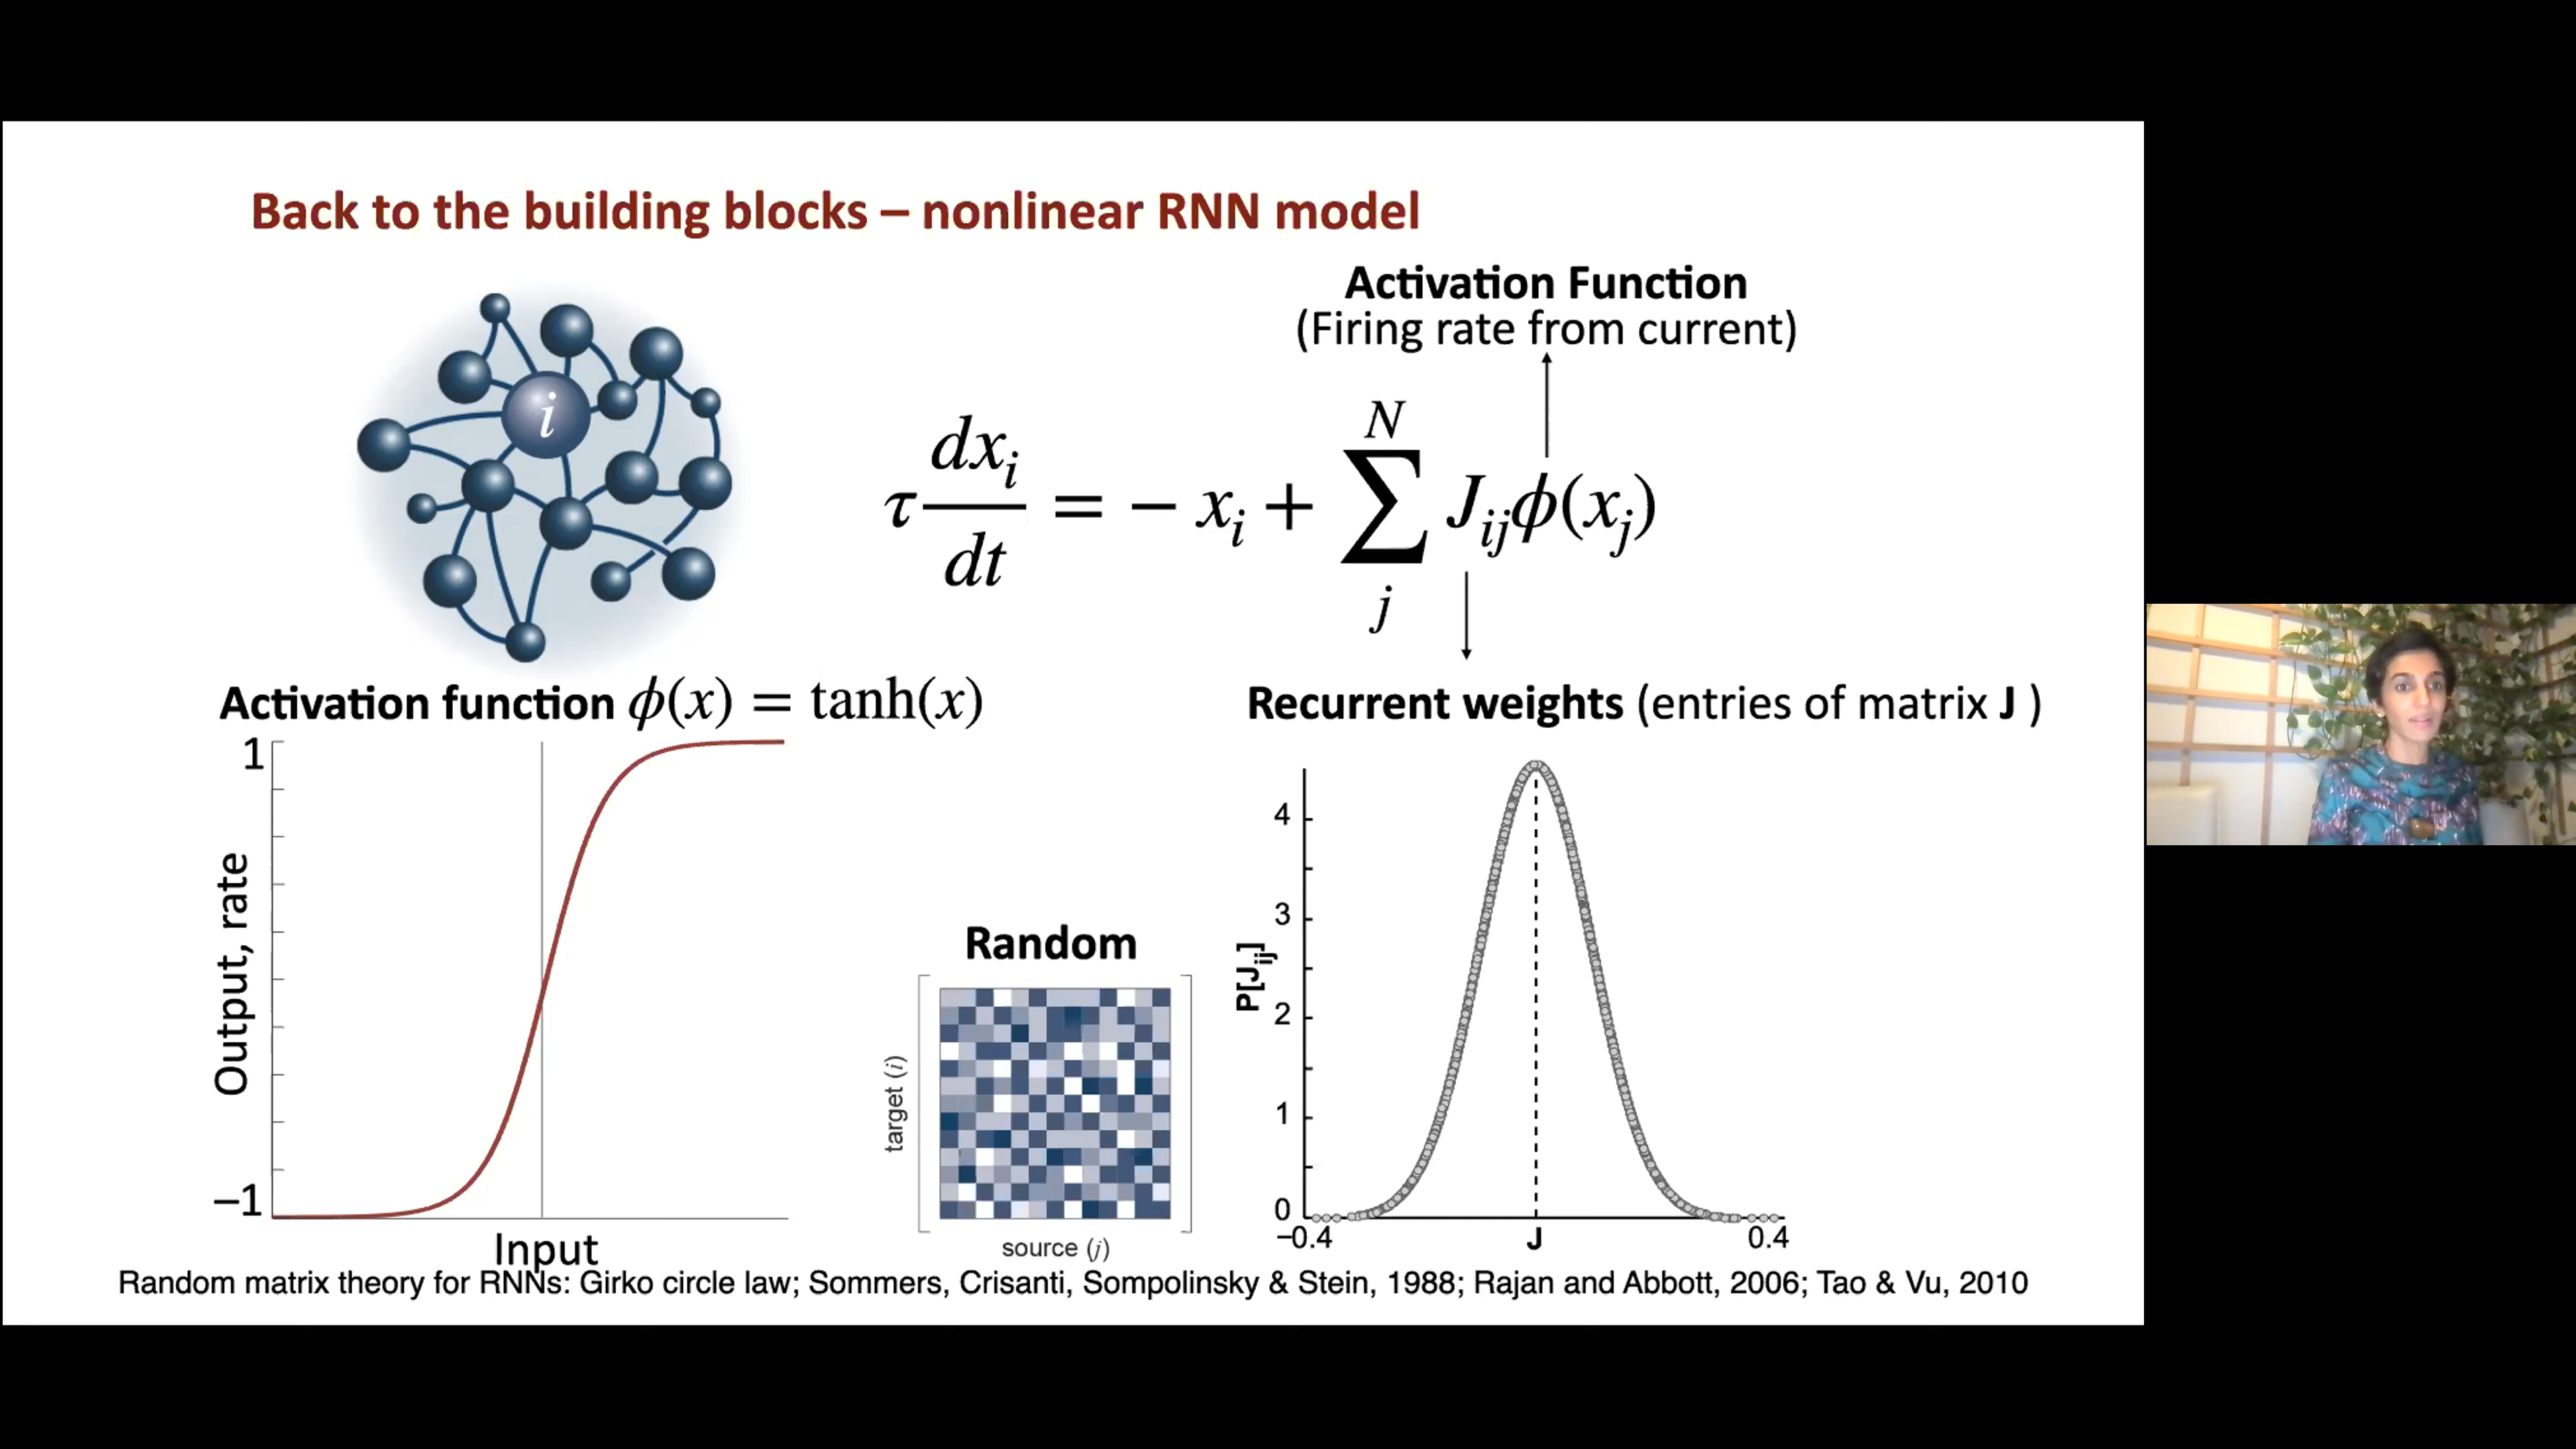 Back to the building blocks – nonlinear RNN model
Activation Function
(Firing rate from current)
i
τ dx_i/dt = − x_i + ∑_j^N J_ij ϕ(x_j)
Activation function ϕ(x) = tanh(x)
Recurrent weights (entries of matrix J )
1
Output, rate
–1
Input
Random
target (i)
source (j)
P[J_ij]
4
3
2
1
0
−0.4
J
0.4
Random matrix theory for RNNs: Girko circle law; Sommers, Crisanti, Sompolinsky & Stein, 1988; Rajan and Abbott, 2006; Tao & Vu, 2010